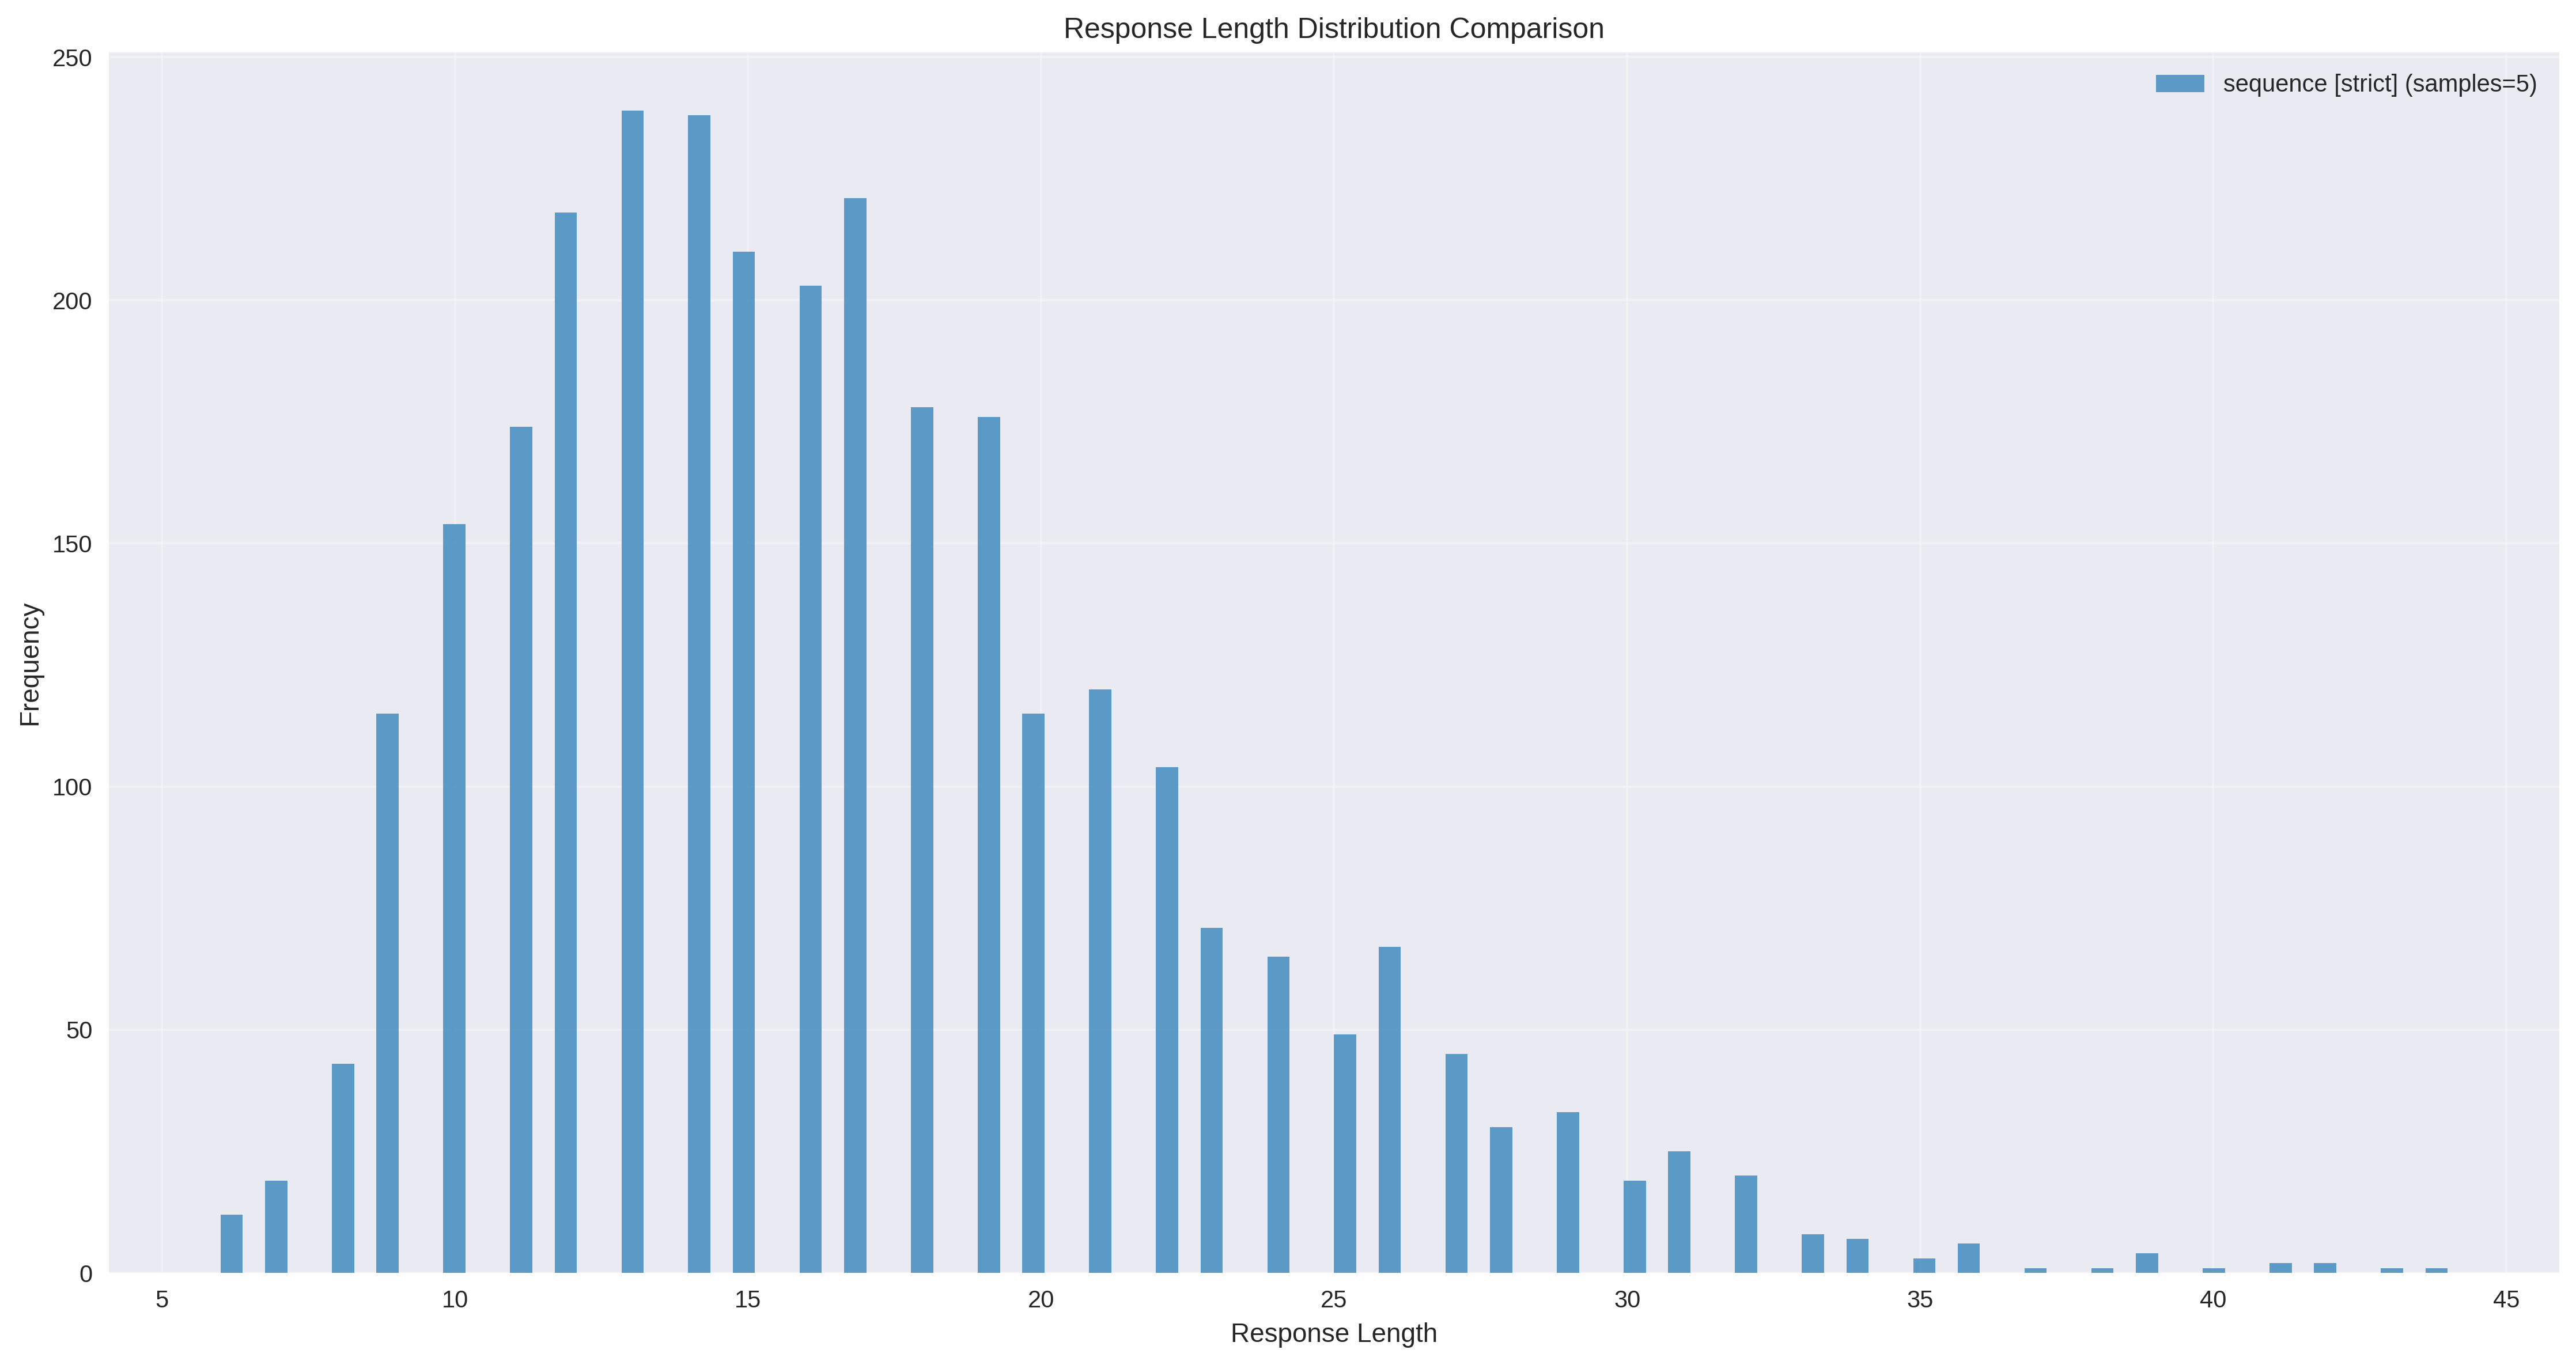 Response Length Distribution Comparison
sequence [strict] (samples=5)
Frequency
250
200
150
100
50
0
5 10 15 20 25 30 35 40 45
Response Length